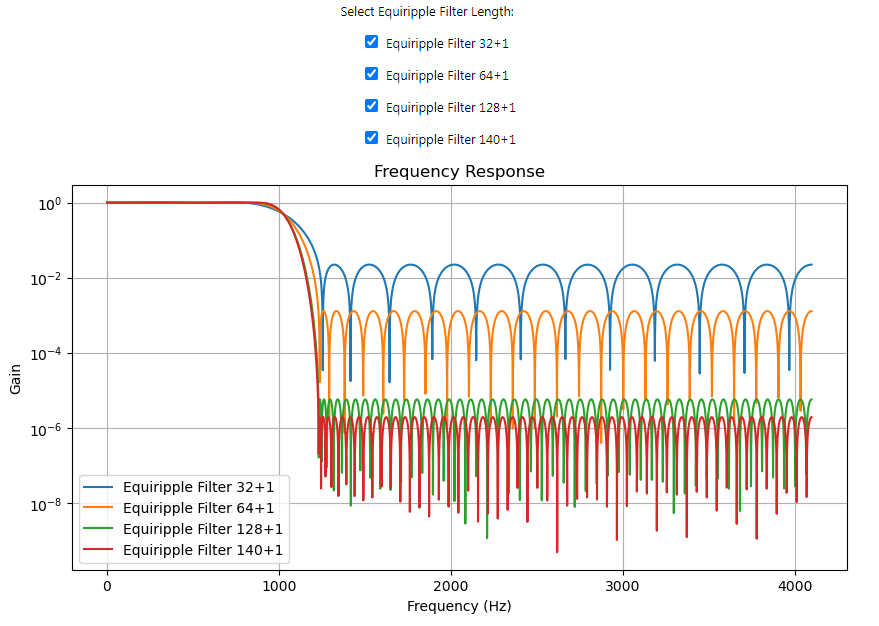 Select Equiripple Filter Length:
Equiripple Filter 32+1
Equiripple Filter 64+1
Equiripple Filter 128+1
Equiripple Filter 140+1
Frequency Response
10⁰
10⁻²
10⁻⁴
10⁻⁶
10⁻⁸
Gain
Equiripple Filter 32+1
Equiripple Filter 64+1
Equiripple Filter 128+1
Equiripple Filter 140+1
0 1000 2000 3000 4000
Frequency (Hz)